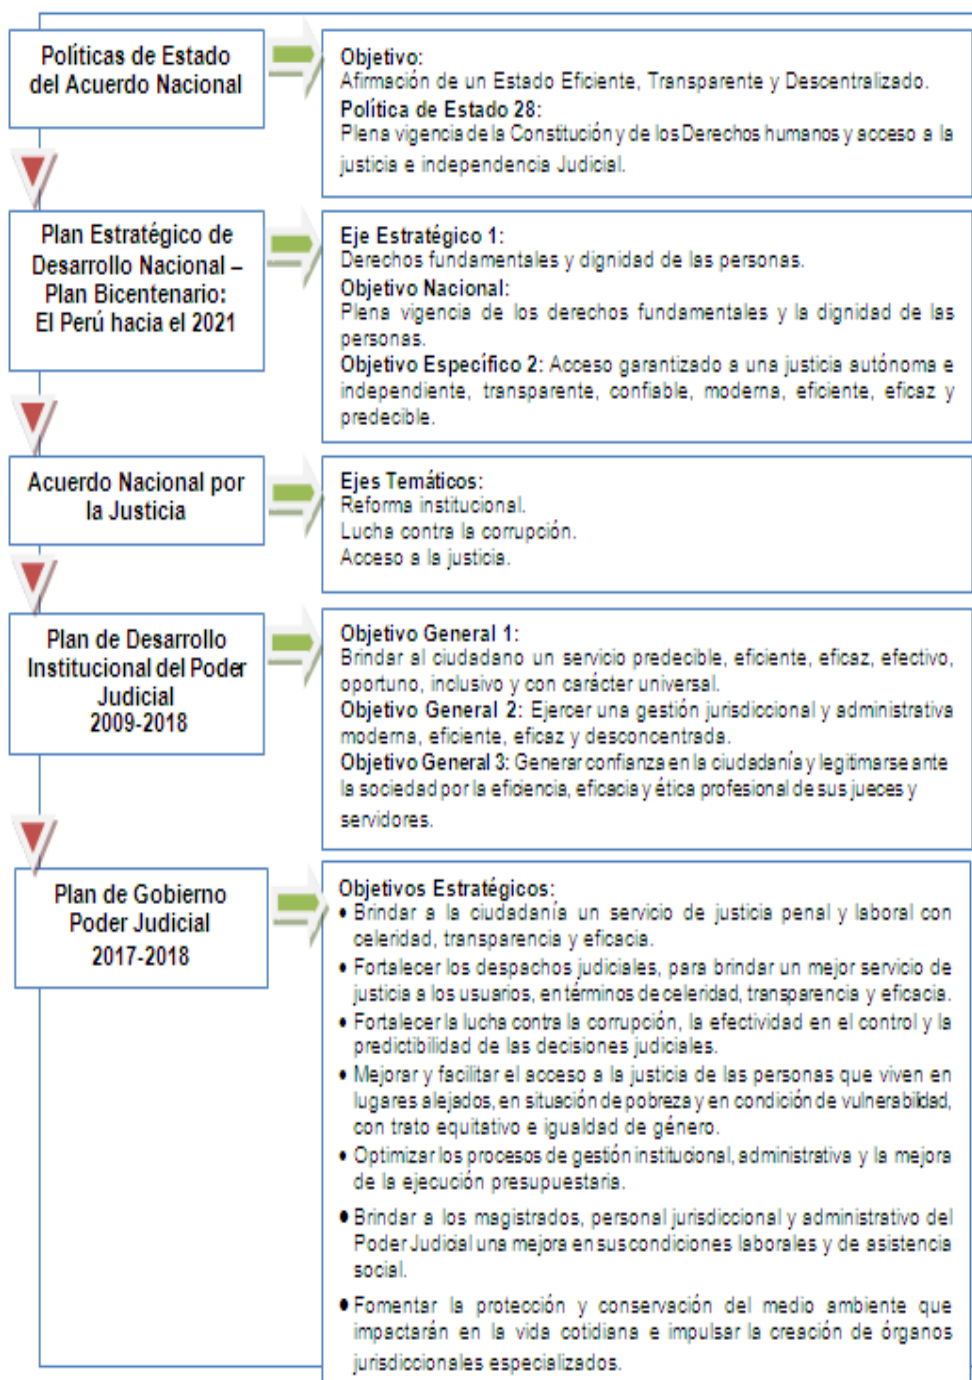 Políticas de Estado
del Acuerdo Nacional
Objetivo:
Afirmación de un Estado Eficiente, Transparente y Descentralizado.
Política de Estado 28:
Plena vigencia de la Constitución y de los Derechos humanos y acceso a la
justicia e independencia Judicial.
Plan Estratégico de
Desarrollo Nacional –
Plan Bicentenario:
El Perú hacia el 2021
Eje Estratégico 1:
Derechos fundamentales y dignidad de las personas.
Objetivo Nacional:
Plena vigencia de los derechos fundamentales y la dignidad de las
personas.
Objetivo Específico 2: Acceso garantizado a una justicia autónoma e
independiente, transparente, confiable, moderna, eficiente, eficaz y
predecible.
Acuerdo Nacional por
la Justicia
Ejes Temáticos:
Reforma institucional.
Lucha contra la corrupción.
Acceso a la justicia.
Plan de Desarrollo
Institucional del Poder
Judicial
2009-2018
Objetivo General 1:
Brindar al ciudadano un servicio predecible, eficiente, eficaz, efectivo,
oportuno, inclusivo y con carácter universal.
Objetivo General 2: Ejercer una gestión jurisdiccional y administrativa
moderna, eficiente, eficaz y desconcentrada.
Objetivo General 3: Generar confianza en la ciudadanía y legitimarse ante
la sociedad por la eficiencia, eficacia y ética profesional de sus jueces y
servidores.
Plan de Gobierno
Poder Judicial
2017-2018
Objetivos Estratégicos:
• Brindar a la ciudadanía un servicio de justicia penal y laboral con
celeridad, transparencia y eficacia.
• Fortalecer los despachos judiciales, para brindar un mejor servicio de
justicia a los usuarios, en términos de celeridad, transparencia y eficacia.
• Fortalecer la lucha contra la corrupción, la efectividad en el control y la
predictibilidad de las decisiones judiciales.
• Mejorar y facilitar el acceso a la justicia de las personas que viven en
lugares alejados, en situación de pobreza y en condición de vulnerabilidad,
con trato equitativo e igualdad de género.
• Optimizar los procesos de gestión institucional, administrativa y la mejora
de la ejecución presupuestaria.
• Brindar a los magistrados, personal jurisdiccional y administrativo del
Poder Judicial una mejora en sus condiciones laborales y de asistencia
social.
• Fomentar la protección y conservación del medio ambiente que
impactarán en la vida cotidiana e impulsar la creación de órganos
jurisdiccionales especializados.